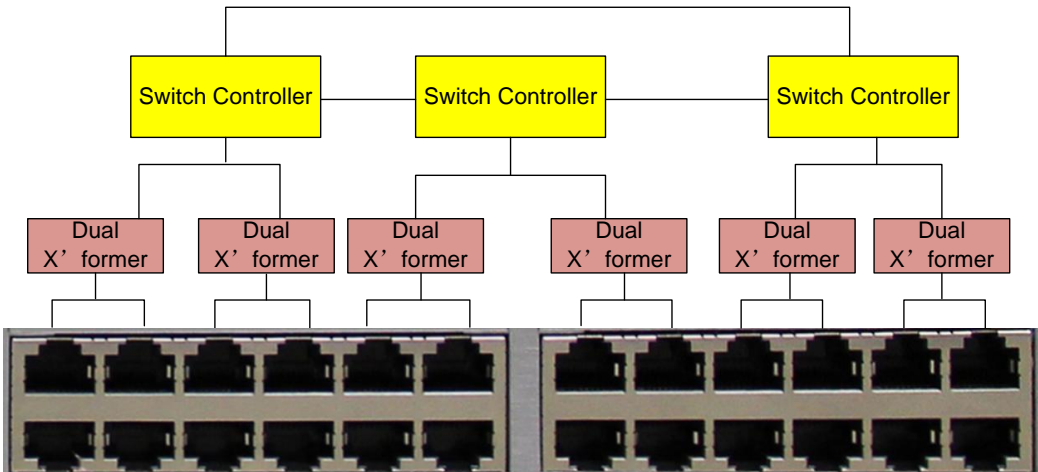 Switch Controller
Switch Controller
Switch Controller
Dual
X’ former
Dual
X’ former
Dual
X’ former
Dual
X’ former
Dual
X’ former
Dual
X’ former